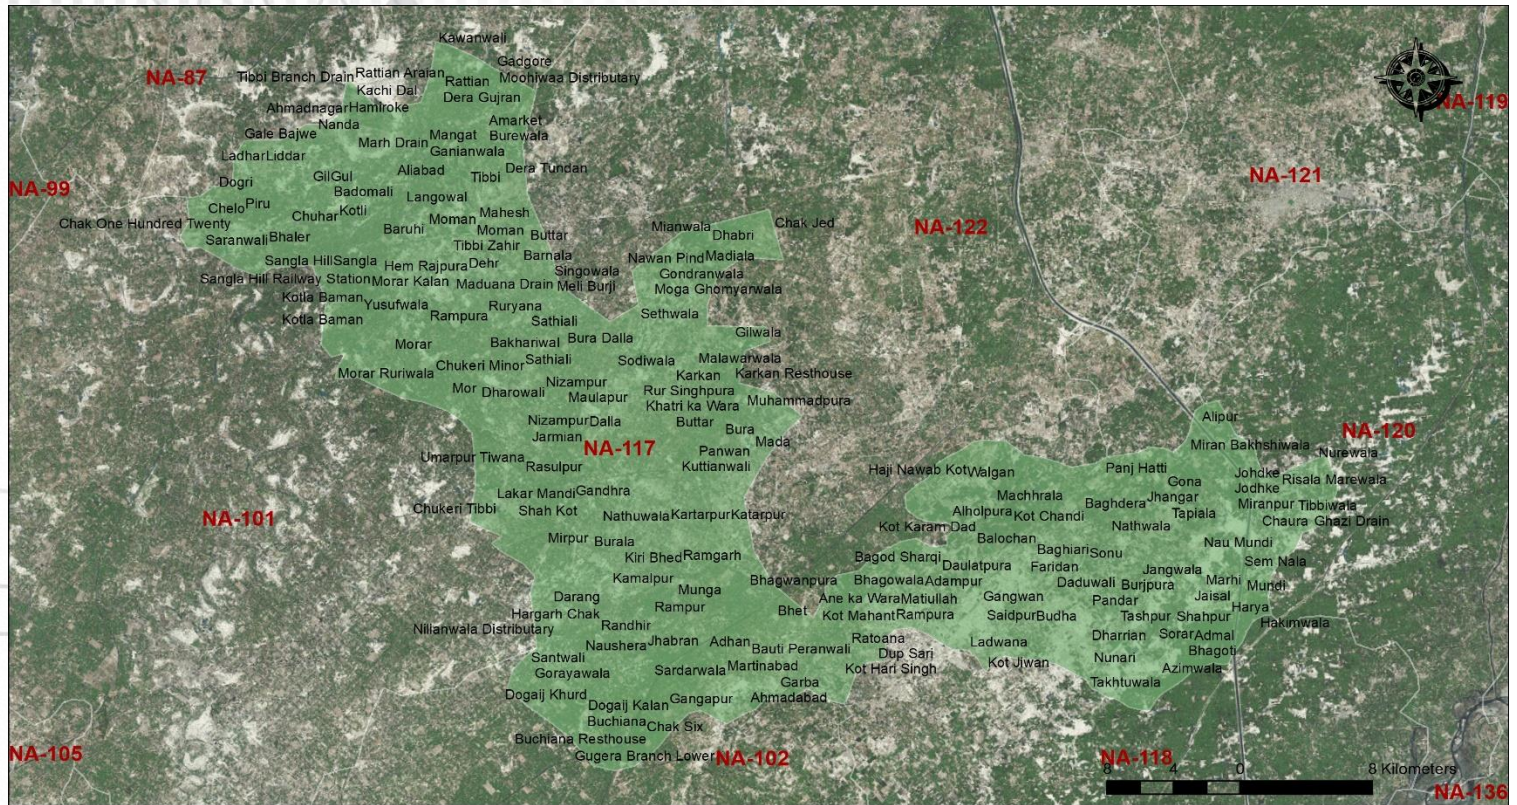 Kawanwali
Gadgore
NA-87
Tibbi Branch Drain
Rattian Araian
Rattian
Moohiwaa Distributary
Kachi Dal
Dera Gujran
NA-119
Ahmadnagar
Hamiroke
Nanda
Amarket
Gale Bajwe
Marh Drain
Mangat
Burewala
Ganianwala
Ladhar
Liddar
Aliabad
Dera Tundan
NA-99
Dogri
Gil
Gul
Tibbi
NA-121
Badomali
Langowal
Chelo
Piru
Chuhar
Kotli
Moman
Mahesh
Chak One Hundred Twenty
Baruhi
Moman
Buttar
Mianwala
Dhabri
Chak Jed
NA-122
Saranwali
Bhaler
Tibbi Zahir
Barnala
Sangla Hill
Sangla
Hem Rajpura
Dehr
Singowala
Nawan Pind
Madiala
Sangla Hill Railway Station
Morar Kalan
Maduana Drain
Meli Burji
Gondranwala
Moga Ghomyarwala
Kotla Baman
Yusufwala
Ruryana
Kotla Baman
Rampura
Sathiali
Sethwala
Morar
Bakhanwal
Bura Dalla
Gilwala
Morar Ruriwala
Chukeri Minor
Sathiali
Sodiwala
Malawarwala
Karkan
Karkan Resthouse
Mor
Dharowali
Nizampur
Maulapur
Rur Singhpura
Khatri ka Wara
Muhammadpura
Nizampur
Dalla
Buttar
Bura
Alipur
Jarmian
NA-117
Mada
NA-120
Umarpur Tiwana
Rasulpur
Panwan
Kuttianwali
Miran Bakhshiwala
Nurewala
Haji Nawab Kot
Walgan
Panj Hatti
Gona
Johdke
Jodhke
Risala Marewala
Chukeri Tibbi
Lakar Mandi
Gandhra
Machhrala
Baghdera
Jhangar
Miranpur
Tibbiwala
NA-101
Shah Kot
Nathuwala
Kartarpur
Katarpur
Alholpura
Kot Chandi
Tapiala
Chaura Ghazi Drain
Kot Karam Dad
Nathwala
Mirpur
Burala
Balochan
Nau Mundi
Kiri Bhed
Ramgarh
Bagod Sharqi
Daulatpura
Baghiari
Sonu
Faridan
Jangwala
Sem Nala
Kamalpur
Munga
Bhagwanpura
Bhagowala
Adampur
Daduwali
Burjpura
Marhi
Mundi
Darang
Rampur
Bhet
Ane ka Wara
Matiullah
Gangwan
Pandar
Jaisal
Harya
Hargarh Chak
Kot Mahant
Rampura
Saidpur
Budha
Tashpur
Shahpur
Hakimwala
Nillanwala Distributary
Randhir
Naushera
Jhabran
Adhan
Bauti Peranwali
Ratoana
Dup Sari
Ladwana
Dharrian
Sorar
Admal
Santwali
Gorayawala
Sardarwala
Martinabad
Kot Hari Singh
Kot Jiwan
Nunari
Bhagoti
Azimwala
Dogaij Khurd
Dogaij Kalan
Gangapur
Garba
Ahmadabad
Takhtuwala
Buchiana
Chak Six
Buchiana Resthouse
NA-105
Gugera Branch Lower
NA-102
NA-118
8 4 0 8 Kilometers
NA-136